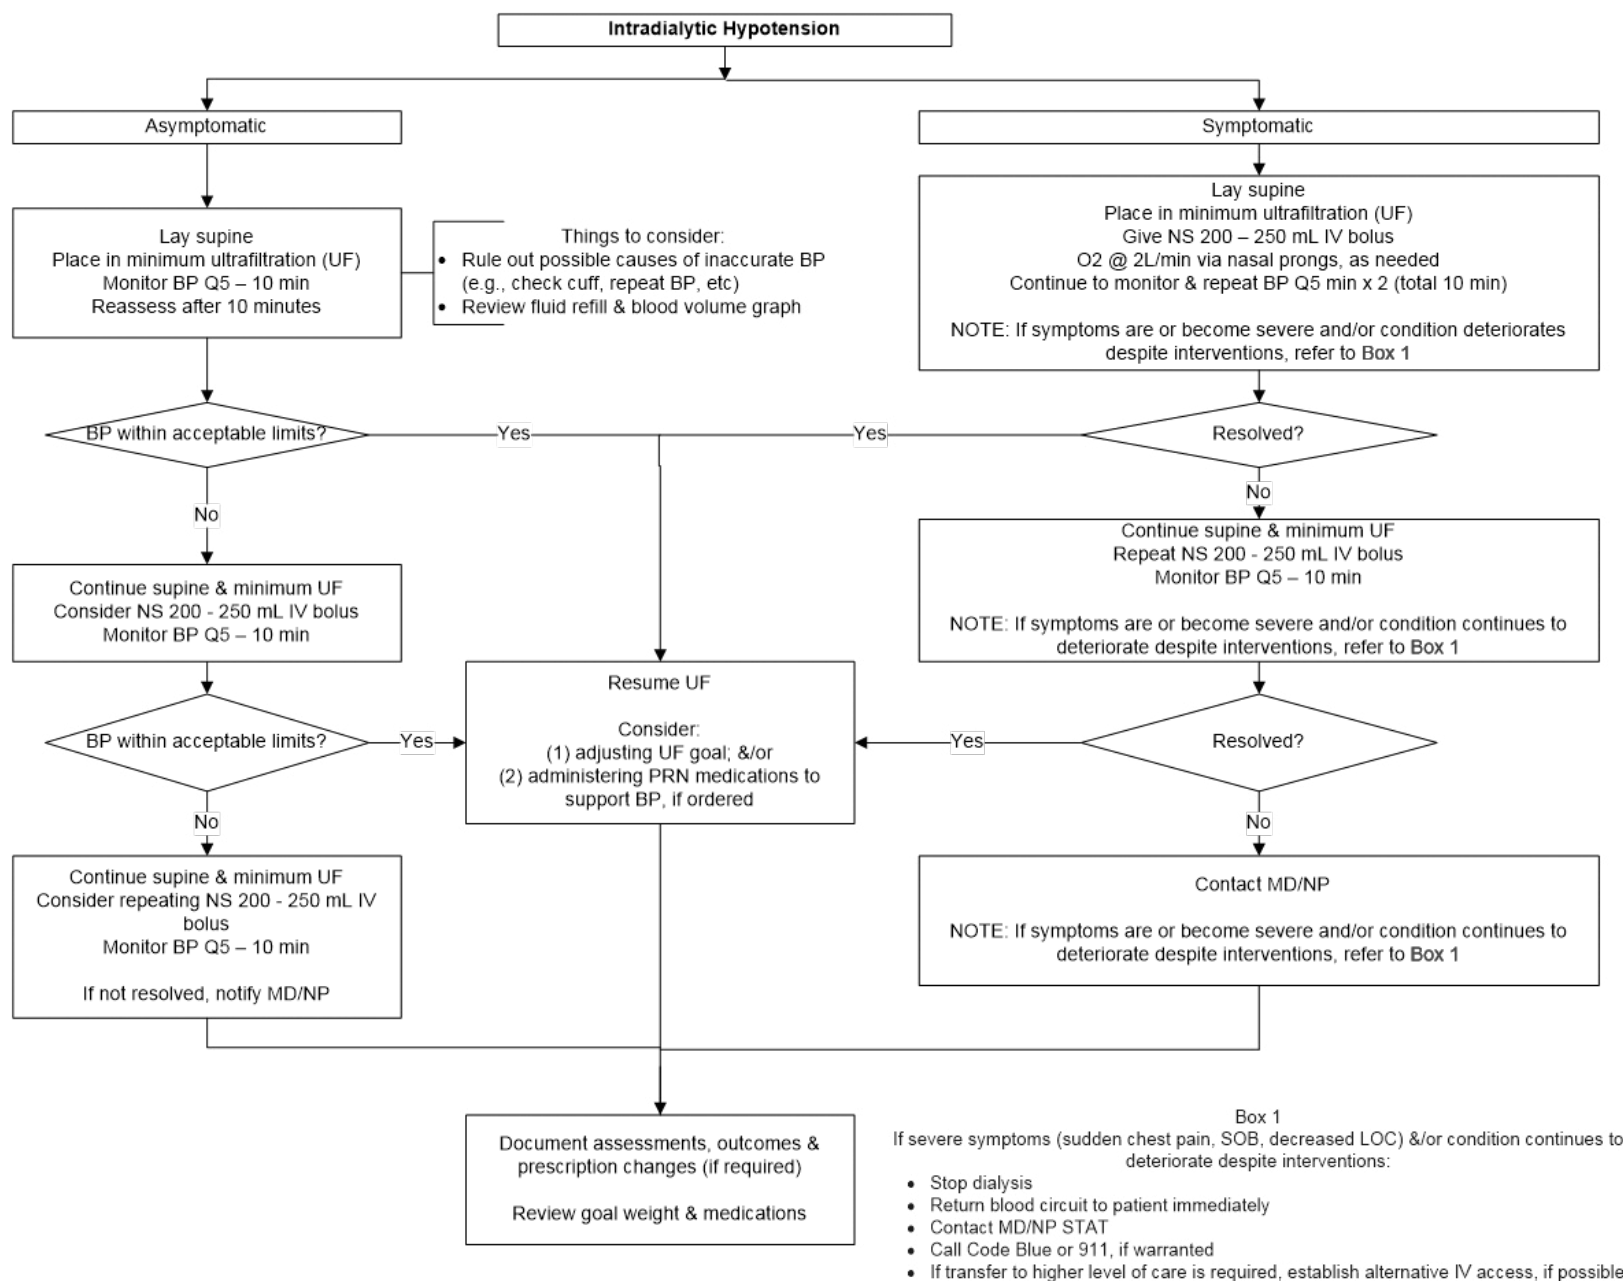 Intradialytic Hypotension
Asymptomatic
Symptomatic
Lay supine
Place in minimum ultrafiltration (UF)
Monitor BP Q5 – 10 min
Reassess after 10 minutes
Things to consider:
• Rule out possible causes of inaccurate BP
(e.g., check cuff, repeat BP, etc)
• Review fluid refill & blood volume graph
Lay supine
Place in minimum ultrafiltration (UF)
Give NS 200 – 250 mL IV bolus
O2 @ 2L/min via nasal prongs, as needed
Continue to monitor & repeat BP Q5 min x 2 (total 10 min)
NOTE: If symptoms are or become severe and/or condition deteriorates
despite interventions, refer to Box 1
BP within acceptable limits?
Yes
Yes
Resolved?
No
No
Continue supine & minimum UF
Consider NS 200 - 250 mL IV bolus
Monitor BP Q5 – 10 min
Continue supine & minimum UF
Repeat NS 200 - 250 mL IV bolus
Monitor BP Q5 – 10 min
NOTE: If symptoms are or become severe and/or condition continues to
deteriorate despite interventions, refer to Box 1
BP within acceptable limits?
Yes
Resume UF
Consider:
(1) adjusting UF goal; &/or
(2) administering PRN medications to
support BP, if ordered
Yes
Resolved?
No
No
Continue supine & minimum UF
Consider repeating NS 200 - 250 mL IV
bolus
Monitor BP Q5 – 10 min
If not resolved, notify MD/NP
Contact MD/NP
NOTE: If symptoms are or become severe and/or condition continues to
deteriorate despite interventions, refer to Box 1
Document assessments, outcomes &
prescription changes (if required)
Review goal weight & medications
Box 1
If severe symptoms (sudden chest pain, SOB, decreased LOC) &/or condition continues to
deteriorate despite interventions:
• Stop dialysis
• Return blood circuit to patient immediately
• Contact MD/NP STAT
• Call Code Blue or 911, if warranted
• If transfer to higher level of care is required, establish alternative IV access, if possible